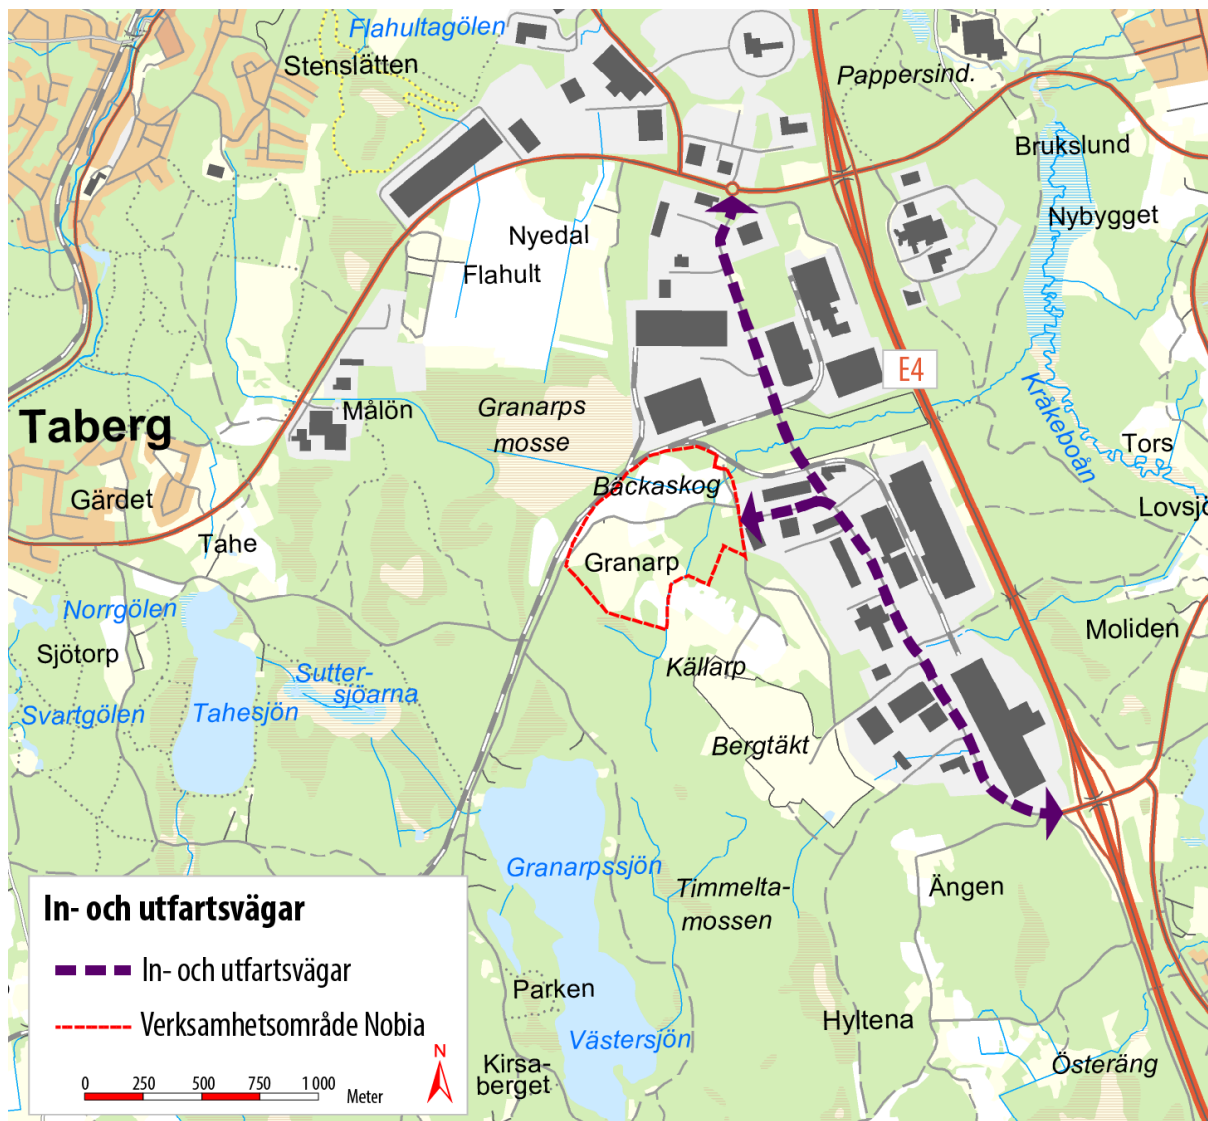 Flahultagölen
Stenslätten
Pappersind.
Brukslund
Nybygget
Nyedal
Flahult
E4
Kråkeboån
Målön
Granarps
mosse
Taberg
Tors
Gärdet
Bäckaskog
Lovsjö
Tahe
Granarp
Norrgölen
Moliden
Sjötorp
Källarp
Sutter-
sjöarna
Svartgölen
Tahesjön
Bergtäkt
Granarpssjön
Timmelta-
mossen
Ängen
Parken
Hyltena
Västersjön
Kirsa-
berget
Österäng
In- och utfartsvägar
In- och utfartsvägar
Verksamhetsområde Nobia
N
0 250 500 750 1 000 Meter